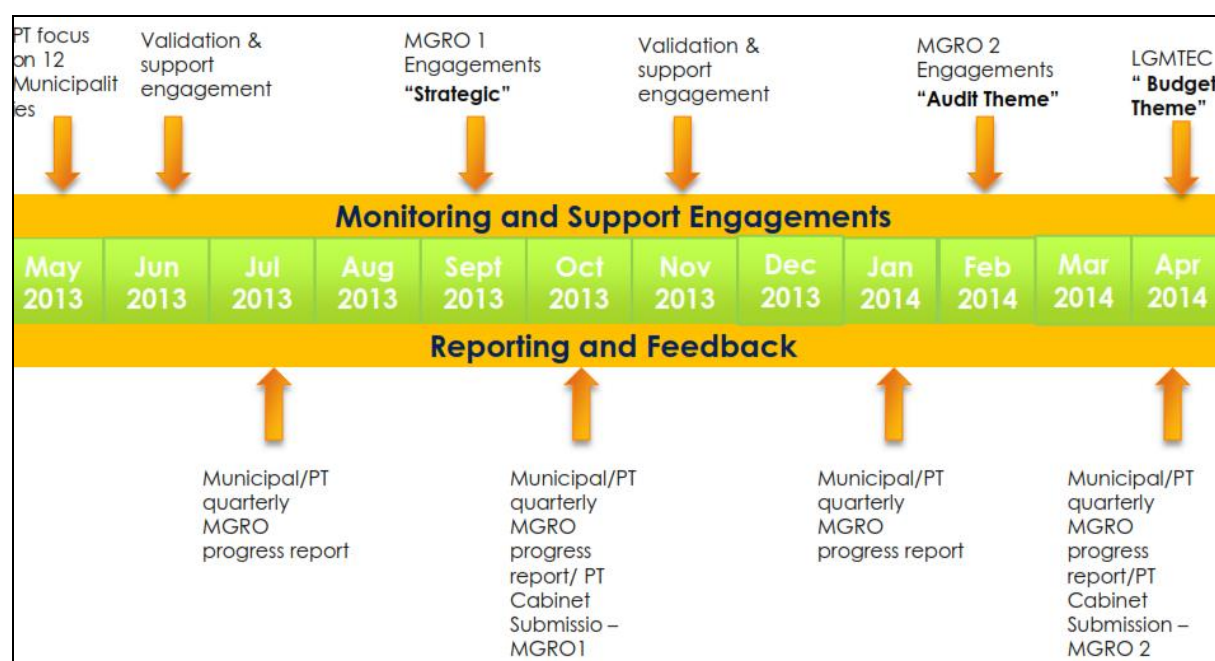 PT focus
on 12
Municipalit
ies
Validation &
support
engagement
MGRO 1
Engagements
“Strategic”
Validation &
support
engagement
MGRO 2
Engagements
“Audit Theme”
LGMTEC
“ Budget
Theme”
Monitoring and Support Engagements
May
2013
Jun
2013
Jul
2013
Aug
2013
Sept
2013
Oct
2013
Nov
2013
Dec
2013
Jan
2014
Feb
2014
Mar
2014
Apr
2014
Reporting and Feedback
Municipal/PT
quarterly
MGRO
progress report
Municipal/PT
quarterly
MGRO
progress
report/ PT
Cabinet
Submissio –
MGRO1
Municipal/PT
quarterly
MGRO
progress report
Municipal/PT
quarterly
MGRO
progress
report/PT
Cabinet
Submission –
MGRO 2